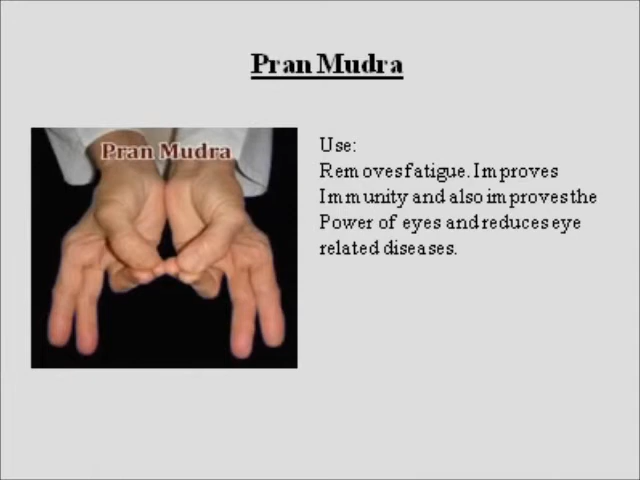 Pran Mudra
Pran Mudra
Use:
Removes fatigue. Improves
Immunity and also improves the
Power of eyes and reduces eye
related diseases.